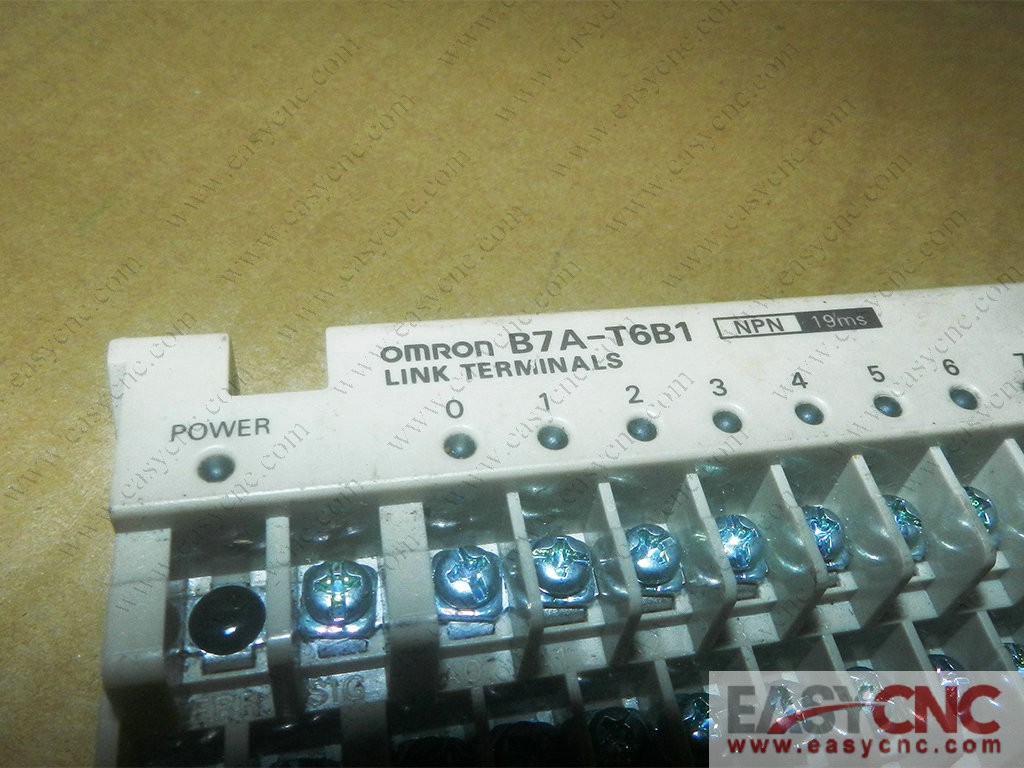 omron B7A-T6B1 NPN 19ms
LINK TERMINALS
0 1 2 3 4 5 6 7
POWER
SIG
EASYCNC
www.easycnc.com